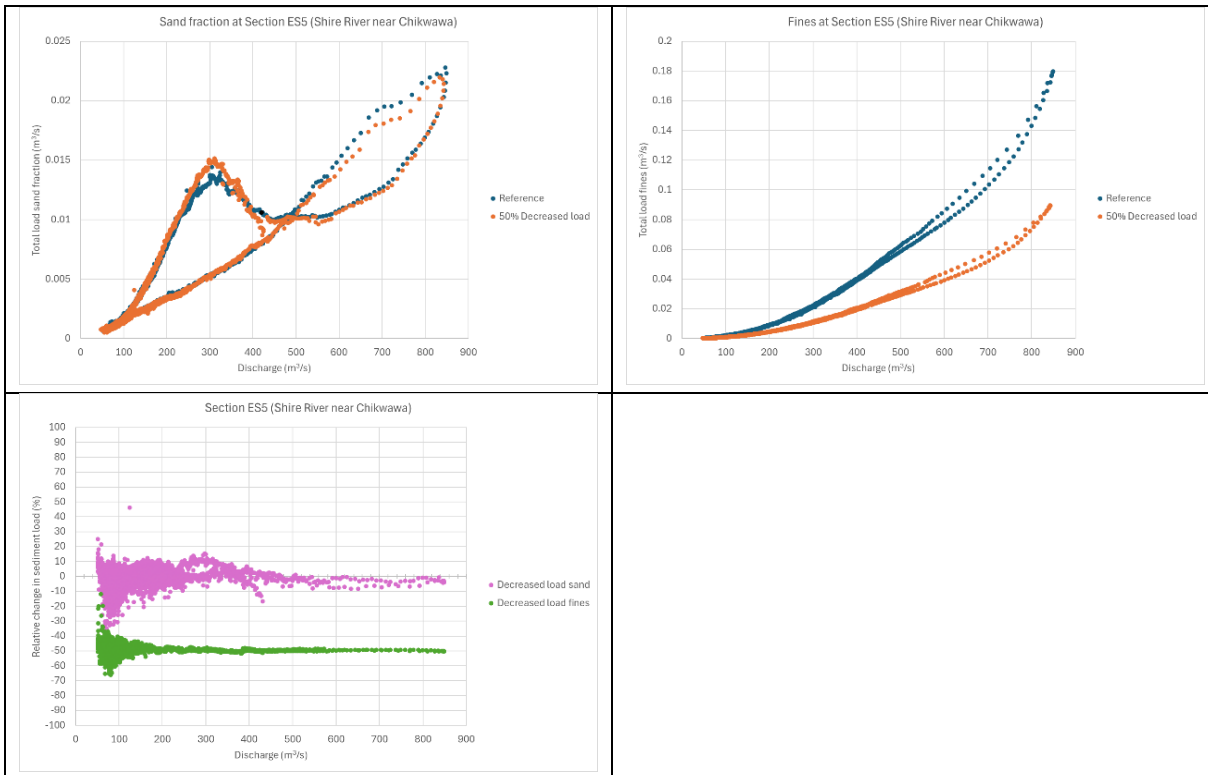 Sand fraction at Section ES5 (Shire River near Chikwawa)
0.025
0.02
0.015
0.01
0.005
0
Total load sand fraction (m³/s)
0 100 200 300 400 500 600 700 800 900
Discharge (m³/s)
Reference
50% Decreased load
Fines at Section ES5 (Shire River near Chikwawa)
0.2
0.18
0.16
0.14
0.12
0.1
0.08
0.06
0.04
0.02
0
Total load fines (m³/s)
0 100 200 300 400 500 600 700 800 900
Discharge (m³/s)
Reference
50% Decreased load
Section ES5 (Shire River near Chikwawa)
100
90
80
70
60
50
40
30
20
10
0
-10
-20
-30
-40
-50
-60
-70
-80
-90
-100
Relative change in sediment load (%)
0 100 200 300 400 500 600 700 800 900
Discharge (m³/s)
Decreased load sand
Decreased load fines